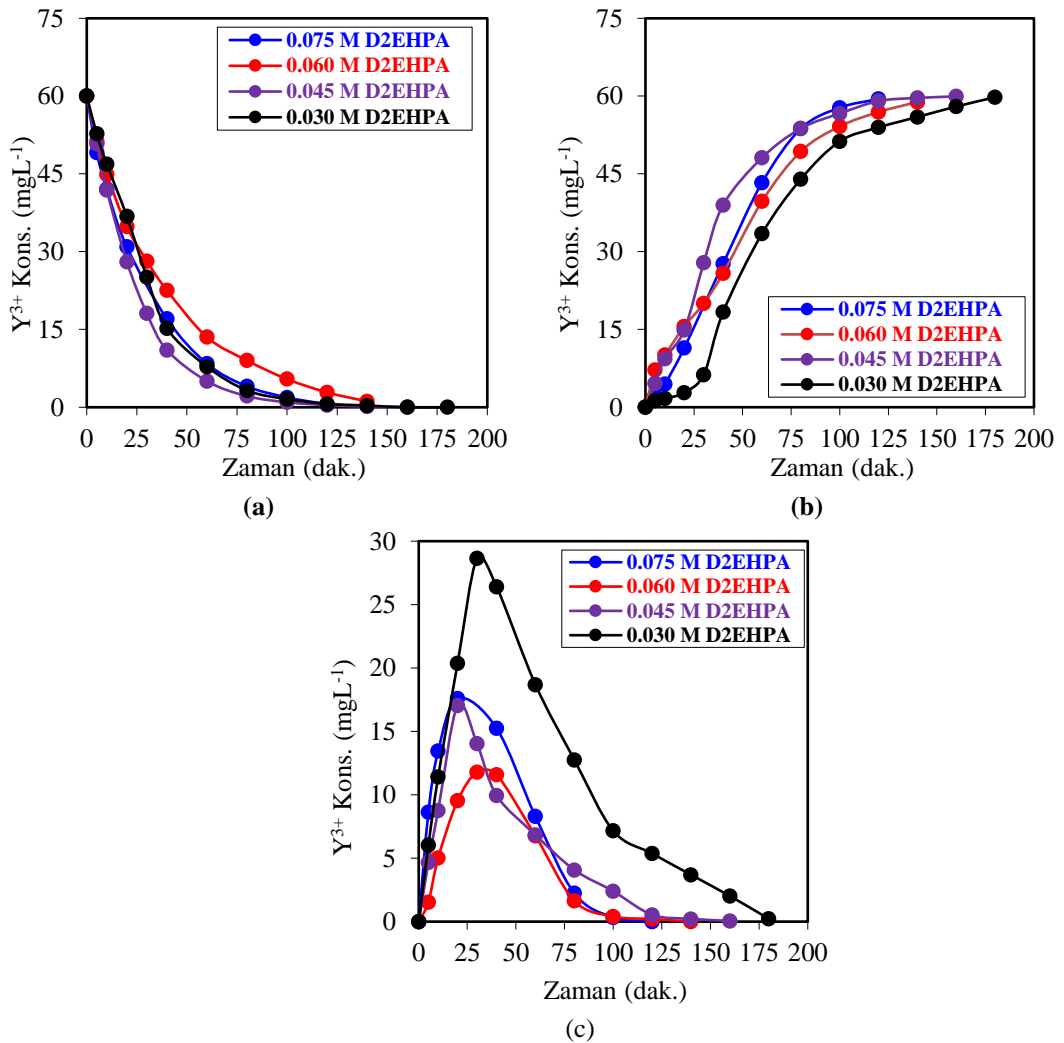 75
60
45
30
15
0
Y³⁺ Kons. (mgL⁻¹)
0.075 M D2EHPA
0.060 M D2EHPA
0.045 M D2EHPA
0.030 M D2EHPA
0 25 50 75 100 125 150 175 200
Zaman (dak.)
(a)
75
60
45
30
15
0
Y³⁺ Kons. (mgL⁻¹)
0.075 M D2EHPA
0.060 M D2EHPA
0.045 M D2EHPA
0.030 M D2EHPA
0 25 50 75 100 125 150 175 200
Zaman (dak.)
(b)
30
25
20
15
10
5
0
Y³⁺ Kons. (mgL⁻¹)
0.075 M D2EHPA
0.060 M D2EHPA
0.045 M D2EHPA
0.030 M D2EHPA
0 25 50 75 100 125 150 175 200
Zaman (dak.)
(c)